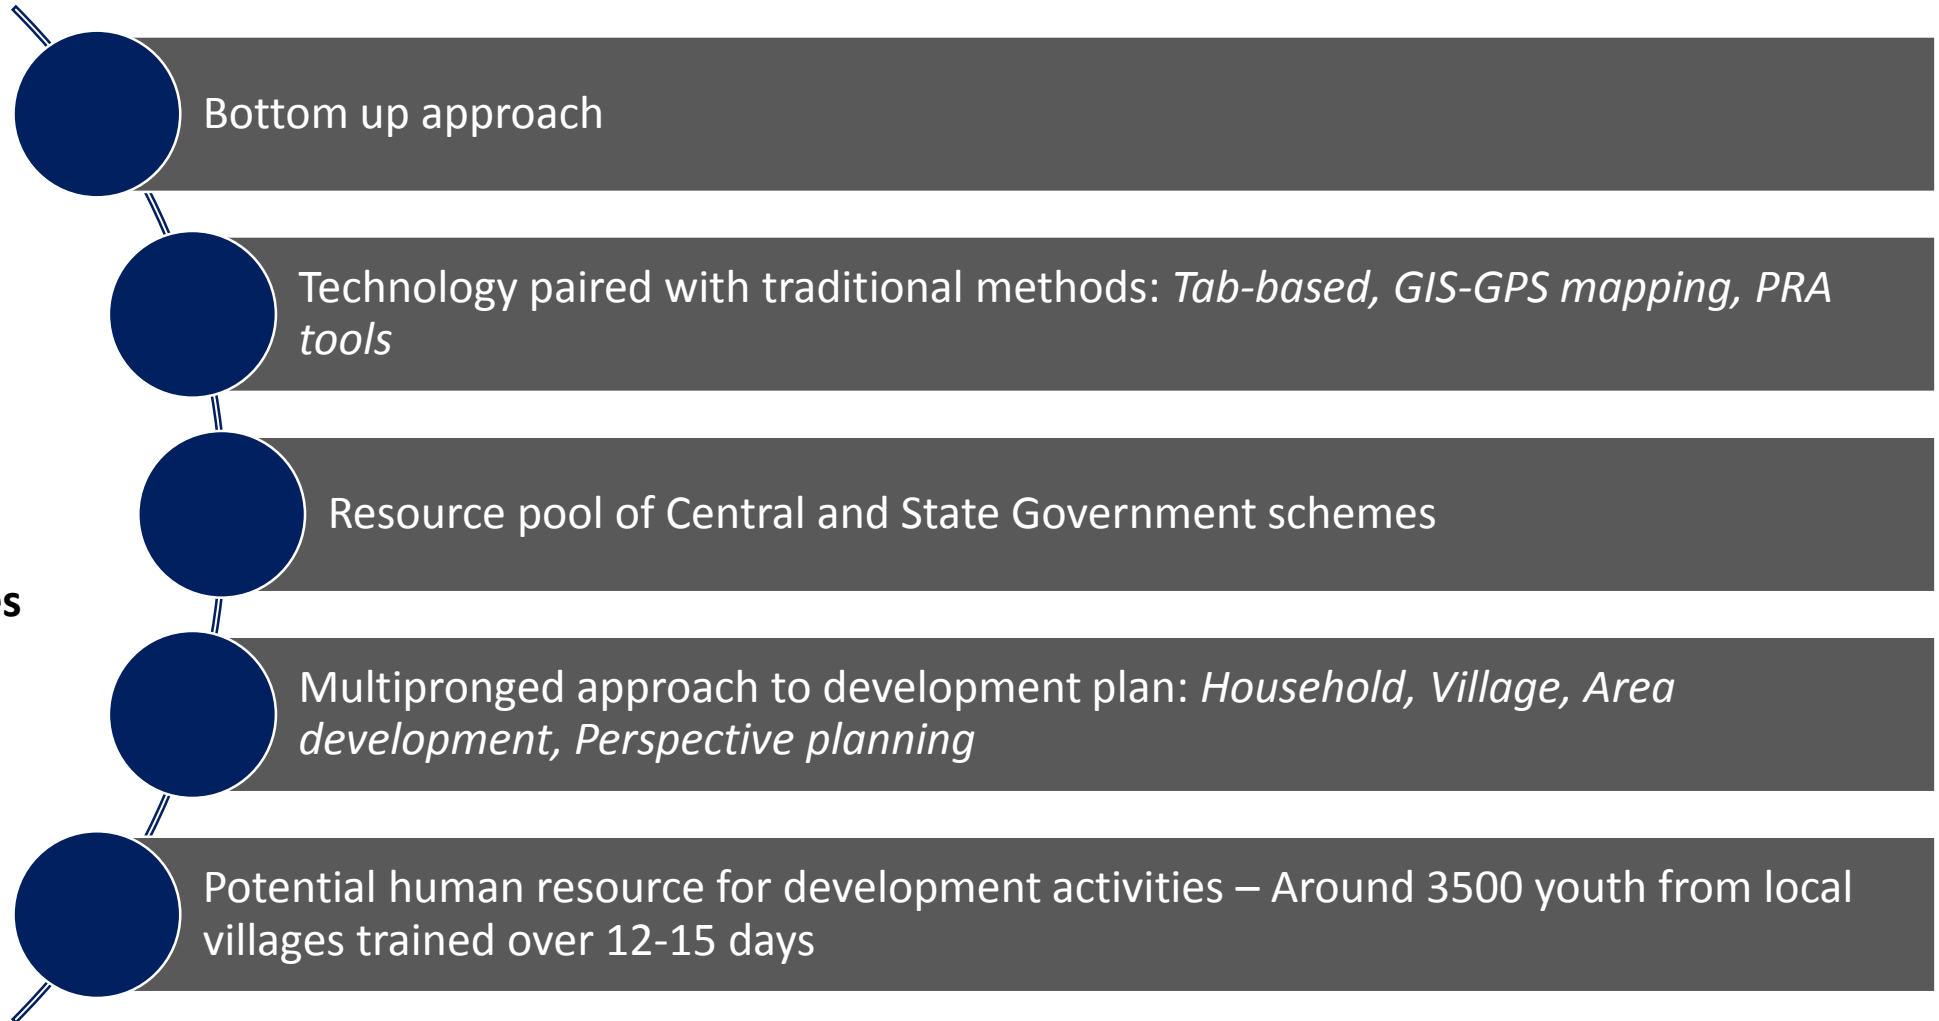 Bottom up approach
Technology paired with traditional methods: Tab-based, GIS-GPS mapping, PRA
tools
Resource pool of Central and State Government schemes
Multipronged approach to development plan: Household, Village, Area
development, Perspective planning
Potential human resource for development activities – Around 3500 youth from local
villages trained over 12-15 days